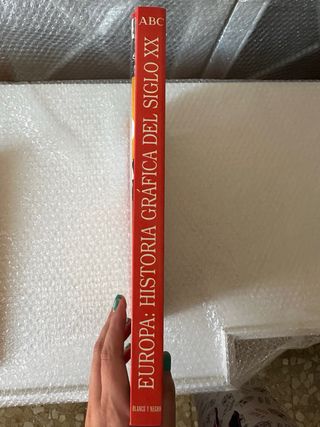 ABC
EUROPA: HISTORIA GRÁFICA DEL SIGLO XX
BLANCO Y NEGRO